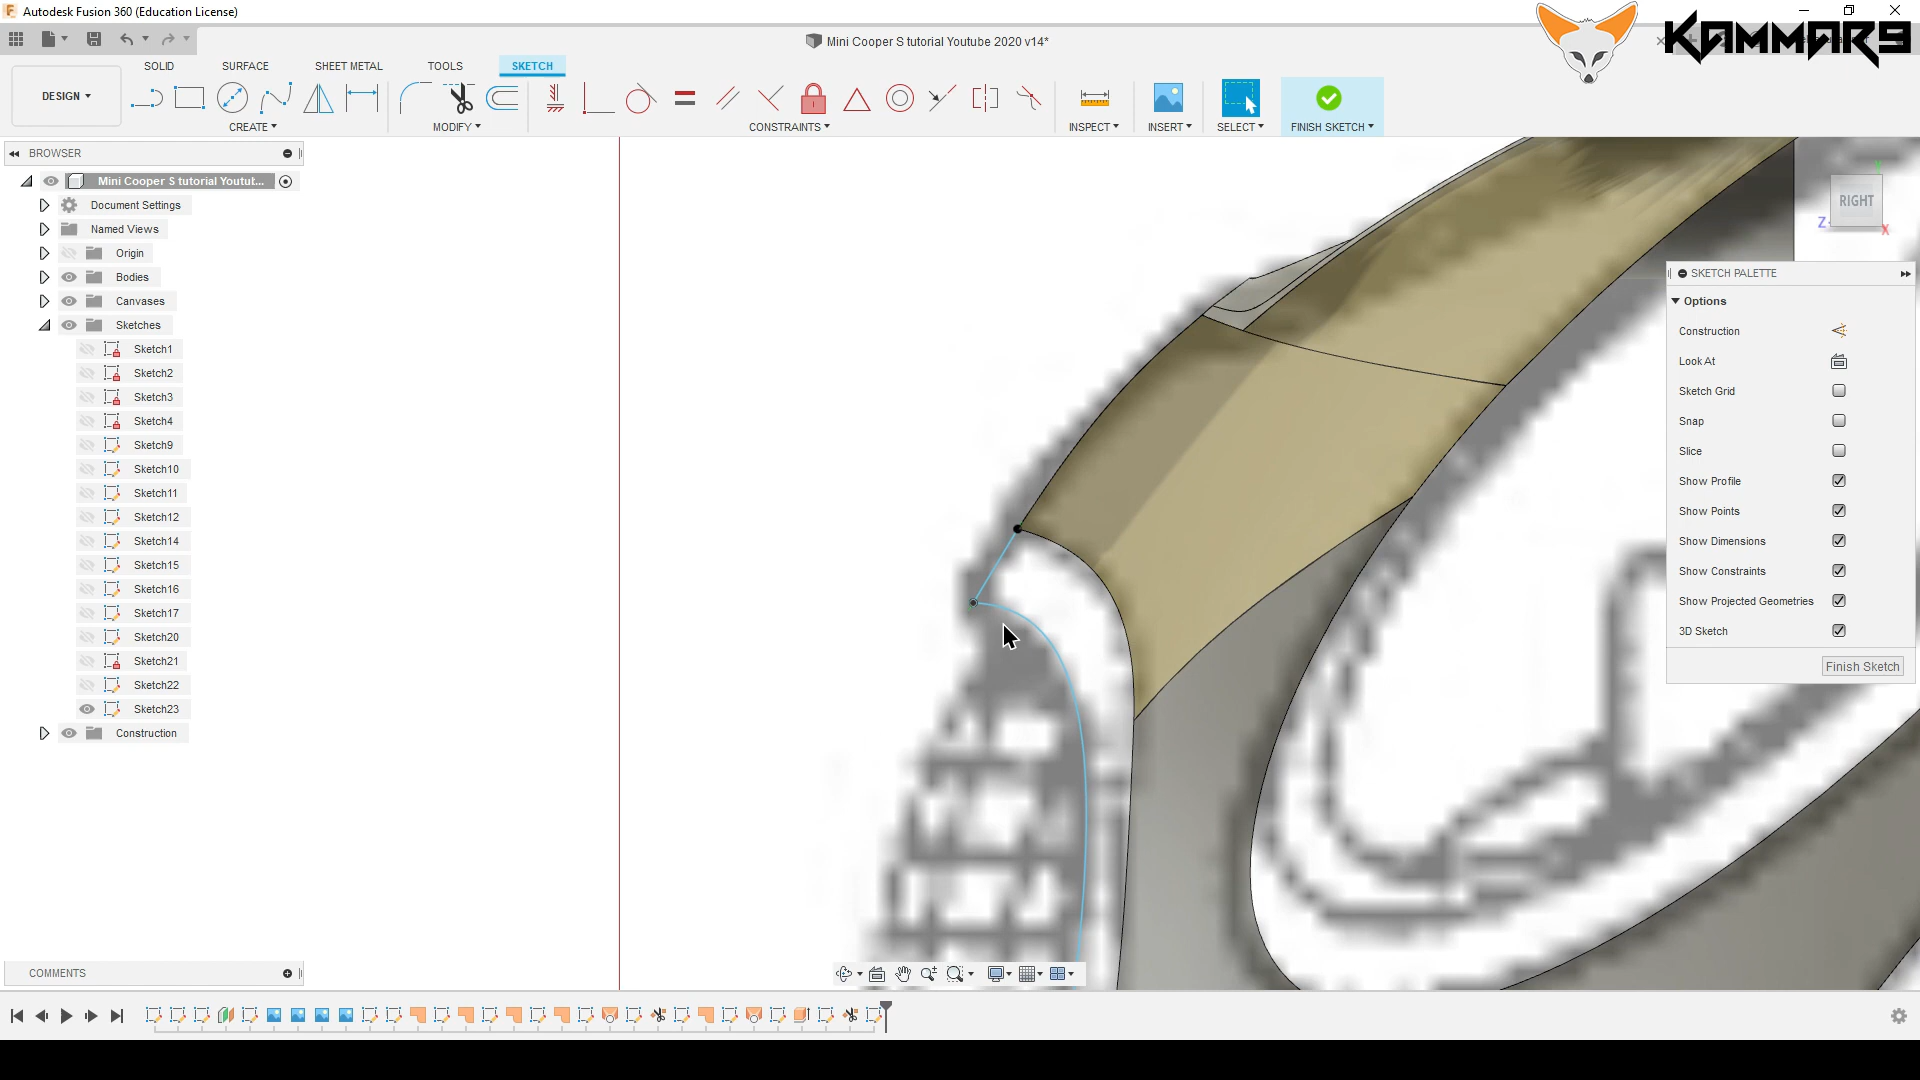 Autodesk Fusion 360 (Education License)
Mini Cooper S tutorial Youtube 2020 v14*
KAMMAR9
SOLID
SURFACE
SHEET METAL
TOOLS
SKETCH
DESIGN
CREATE
MODIFY
CONSTRAINTS
INSPECT
INSERT
SELECT
FINISH SKETCH
BROWSER
Mini Cooper S tutorial Youtut...
Document Settings
Named Views
Origin
Bodies
Canvases
Sketches
Sketch1
Sketch2
Sketch3
Sketch4
Sketch9
Sketch10
Sketch11
Sketch12
Sketch14
Sketch15
Sketch16
Sketch17
Sketch20
Sketch21
Sketch22
Sketch23
Construction
Y
RIGHT
Z
X
SKETCH PALETTE
Options
Construction
Look At
Sketch Grid
Snap
Slice
Show Profile
Show Points
Show Dimensions
Show Constraints
Show Projected Geometries
3D Sketch
Finish Sketch
COMMENTS